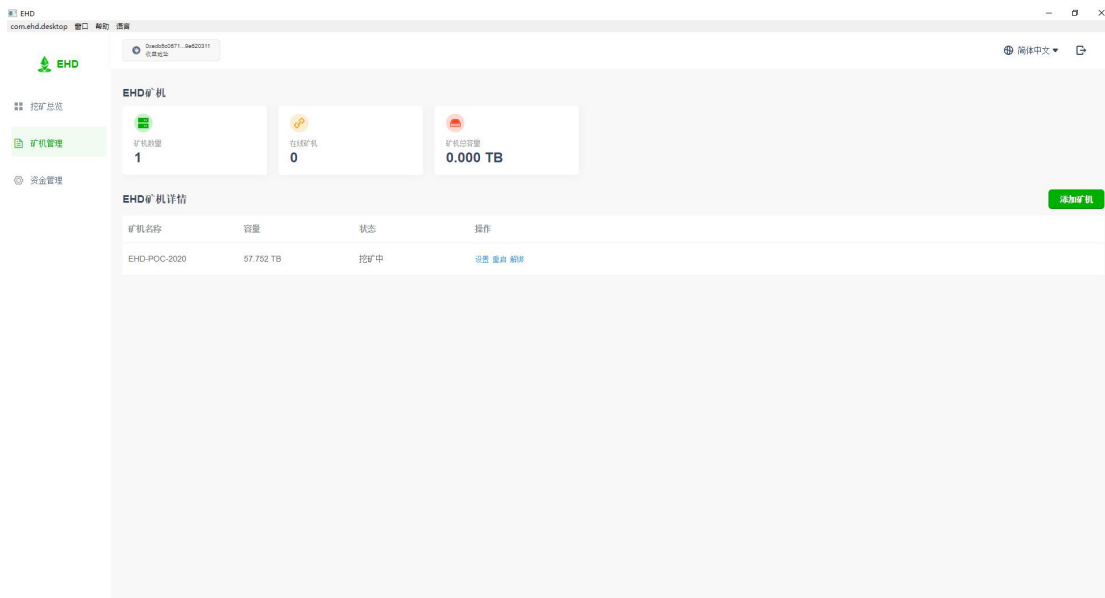 EHD
com.ehd.desktop 窗口 帮助 语言
EHD
0xedb5c0671...9e620311
收益地址
简体中文
挖矿总览
矿机管理
资金管理
EHD矿机
矿机数量
1
在线矿机
0
矿机总容量
0.000 TB
EHD矿机详情
添加矿机
矿机名称 容量 状态 操作
EHD-POC-2020 57.752 TB 挖矿中 设置 重启 解绑